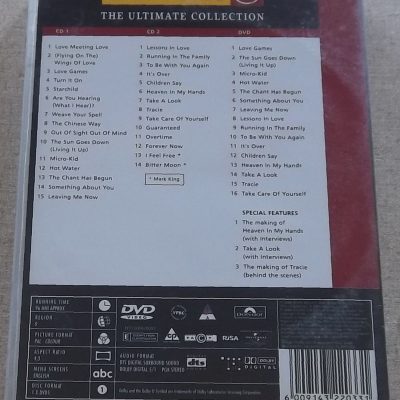 THE ULTIMATE COLLECTION
CD 1
1 Love Meeting Love
2 (Flying On The)
Wings Of Love
3 Love Games
4 Turn It On
5 Starchild
6 Are You Hearing
(What I Hear)?
7 Weave Your Spell
8 The Chinese Way
9 Out Of Sight Out Of Mind
10 The Sun Goes Down
(Living It Up)
11 Micro-Kid
12 Hot Water
13 The Chant Has Begun
14 Something About You
15 Leaving Me Now
CD 2
1 Lessons In Love
2 Running In The Family
3 To Be With You Again
4 It's Over
5 Children Say
6 Heaven In My Hands
7 Take A Look
8 Tracie
9 Take Care Of Yourself
10 Guaranteed
11 Overtime
12 Forever Now
13 I Feel Free *
14 Bitter Moon *
* Mark King
DVD
1 Love Games
2 The Sun Goes Down
(Living It Up)
3 Micro-Kid
4 Hot Water
5 The Chant Has Begun
6 Something About You
7 Leaving Me Now
8 Lessons In Love
9 Running In The Family
10 To Be With You Again
11 It's Over
12 Children Say
13 Heaven In My Hands
14 Take A Look
15 Tracie
16 Take Care Of Yourself
SPECIAL FEATURES
1 The making of
Heaven In My Hands
(with Interviews)
2 Take A Look
(with Interviews)
3 The making of Tracie
(behind the scenes)
RUNNING TIME
REGION
0
PICTURE FORMAT
PAL COLOUR
ASPECT RATIO
4:3
MENU SCREENS
ENGLISH
abc
DISC FORMAT
1
DVD
VIDEO
polydor
RiSA
AUDIO FORMAT
DTS DIGITAL SURROUND SOUND
DOLBY DIGITAL 5/1 PCM STEREO
dts
DOLBY
DIGITAL
6 009143 220331